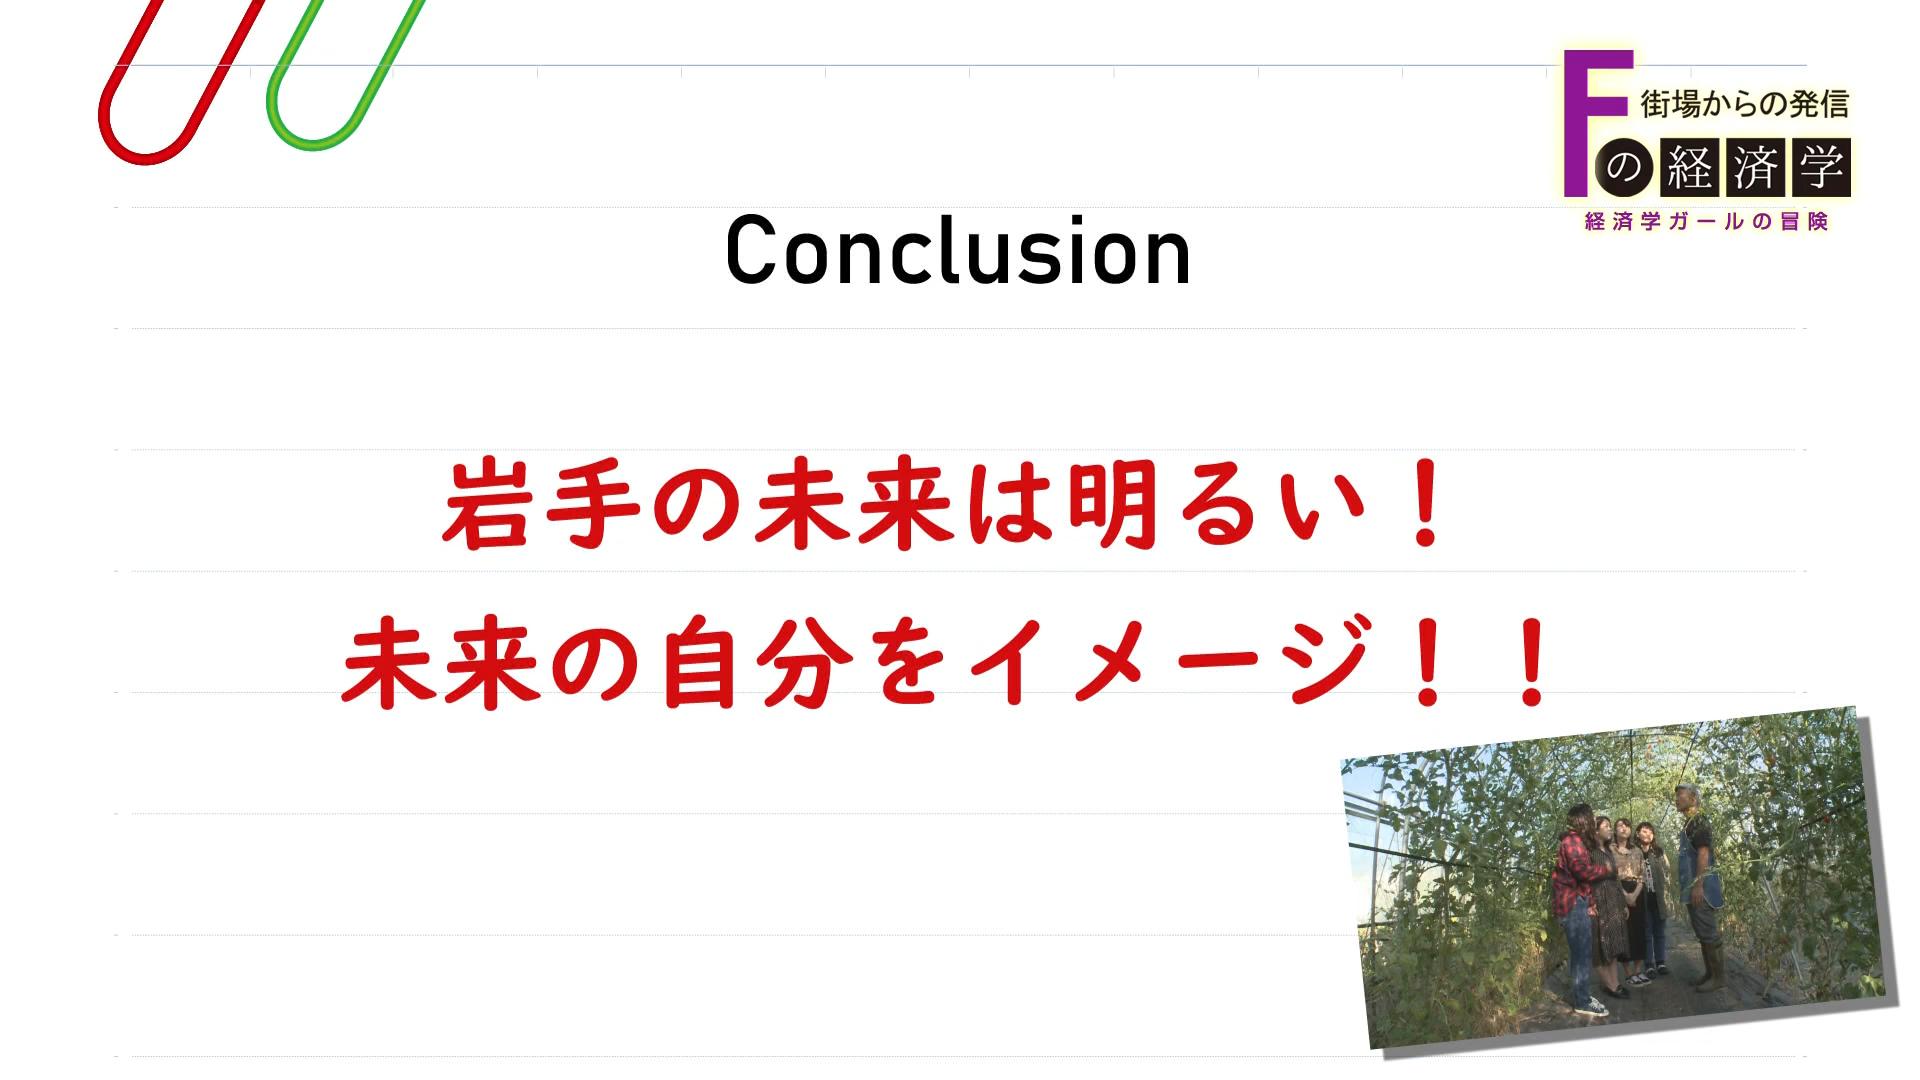 街場からの発信
Fの経済学
経済学ガールの冒険
Conclusion
岩手の未来は明るい！
未来の自分をイメージ！！